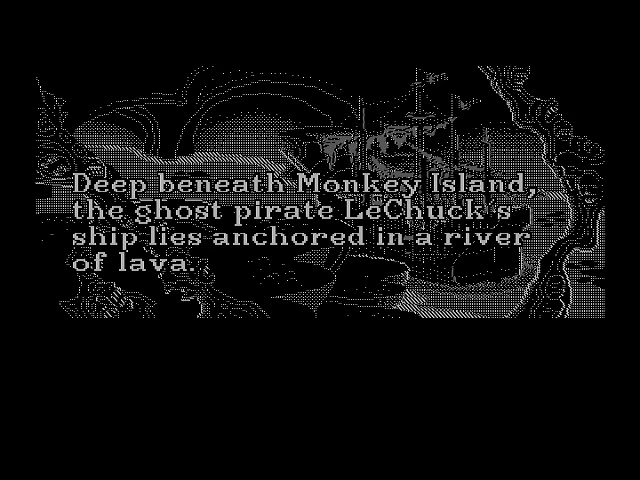 Deep beneath Monkey Island,
the ghost pirate LeChuck's
ship lies anchored in a river
of lava.